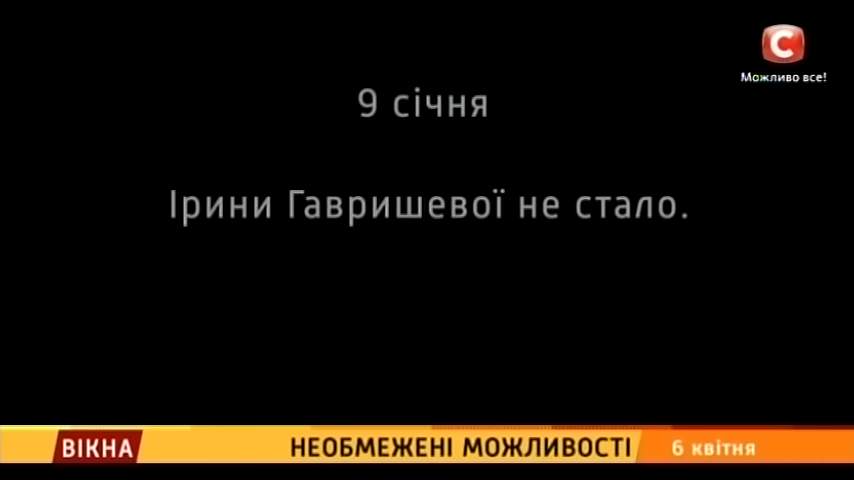 С
Можливо все!
9 січня
Ірини Гавришевої не стало.
ВІКНА
НЕОБМЕЖЕНІ МОЖЛИВОСТІ
6 квітня